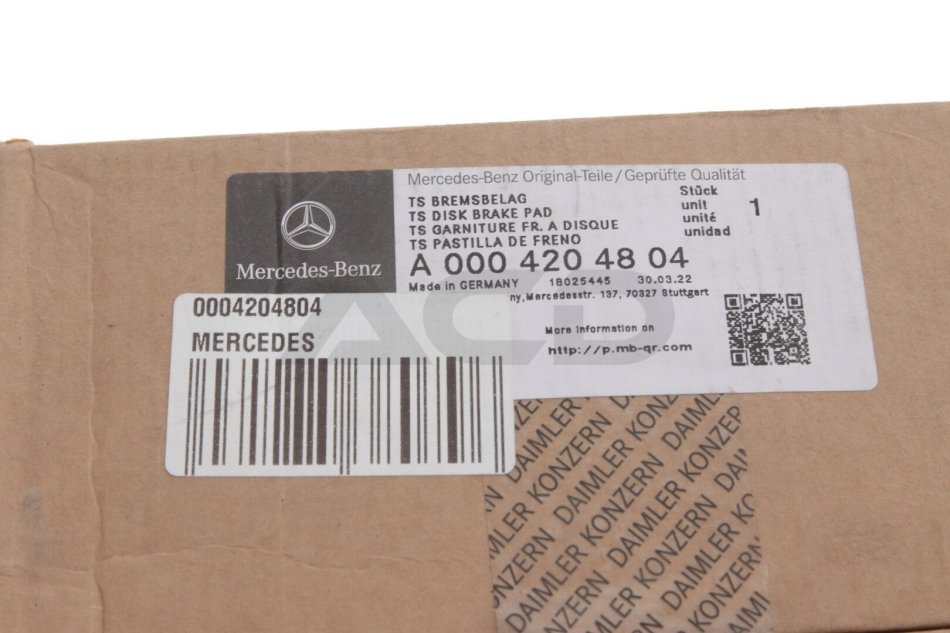 Mercedes-Benz Original-Teile/Geprüfte Qualität
TS BREMSBELAG
TS DISK BRAKE PAD
TS GARNITURE FR. A DISQUE
TS PASTILLA DE FRENO
Stück
unit
unité
unidad
1
A 000 420 48 04
Made in GERMANY 18025445 30.03.22
ny, Mercedesstr. 137, 70327 Stuttgart
More information on
http://p.mb-qr.com
Mercedes-Benz
0004204804
MERCEDES
ACD
DAIMLER KONZERN DAIMLER
KONZERN DAIMLER KONZERN
DAIMLER KONZERN DAIMLER